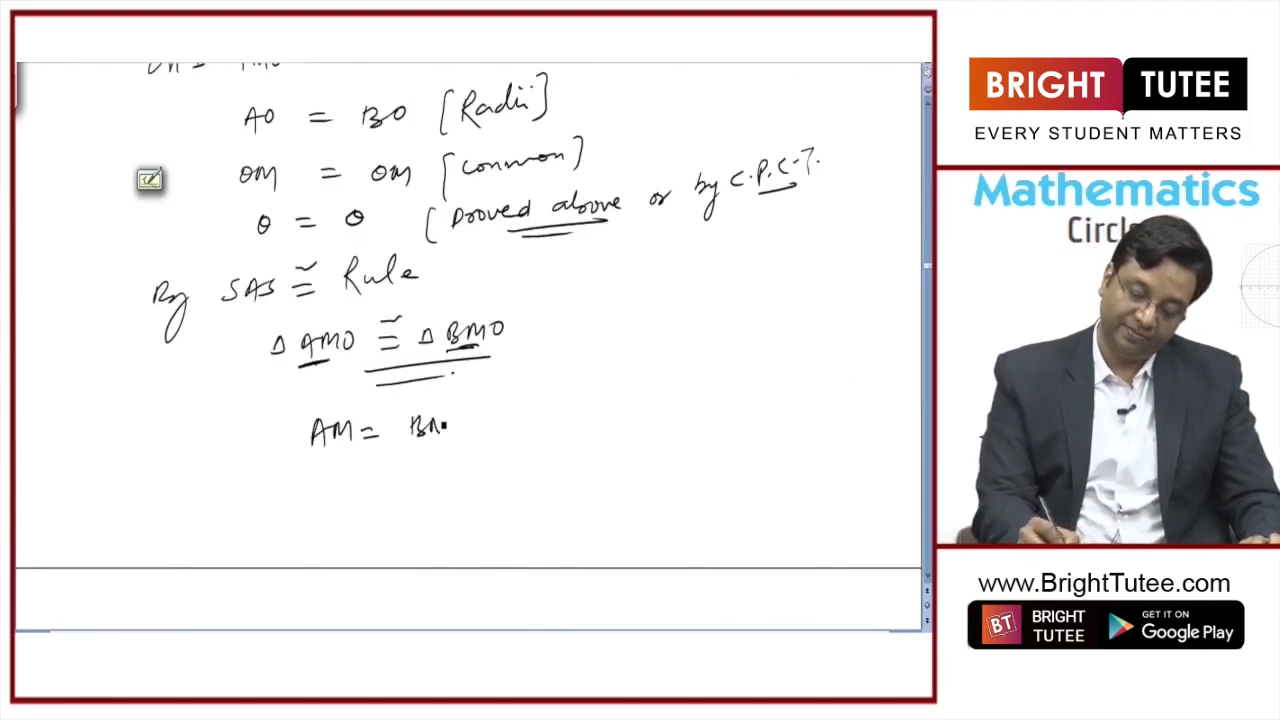 AO = BO [Radii]
OM = OM [Common]
θ = θ (Proved above or by C.P.C.T.
By SAS ≅ Rule
Δ AMO ≅ Δ BMO
AM = BM
BRIGHT TUTEE
EVERY STUDENT MATTERS
Mathematics
Circle
www.BrightTutee.com
BT BRIGHT TUTEE
GET IT ON
Google Play